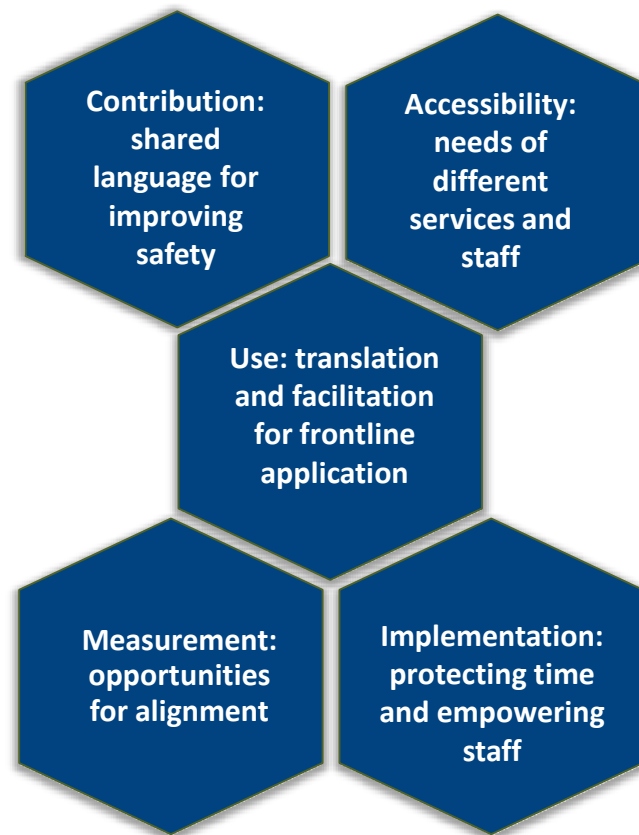 Contribution:
shared
language for
improving
safety
Accessibility:
needs of
different
services and
staff
Use: translation
and facilitation
for frontline
application
Measurement:
opportunities
for alignment
Implementation:
protecting time
and empowering
staff